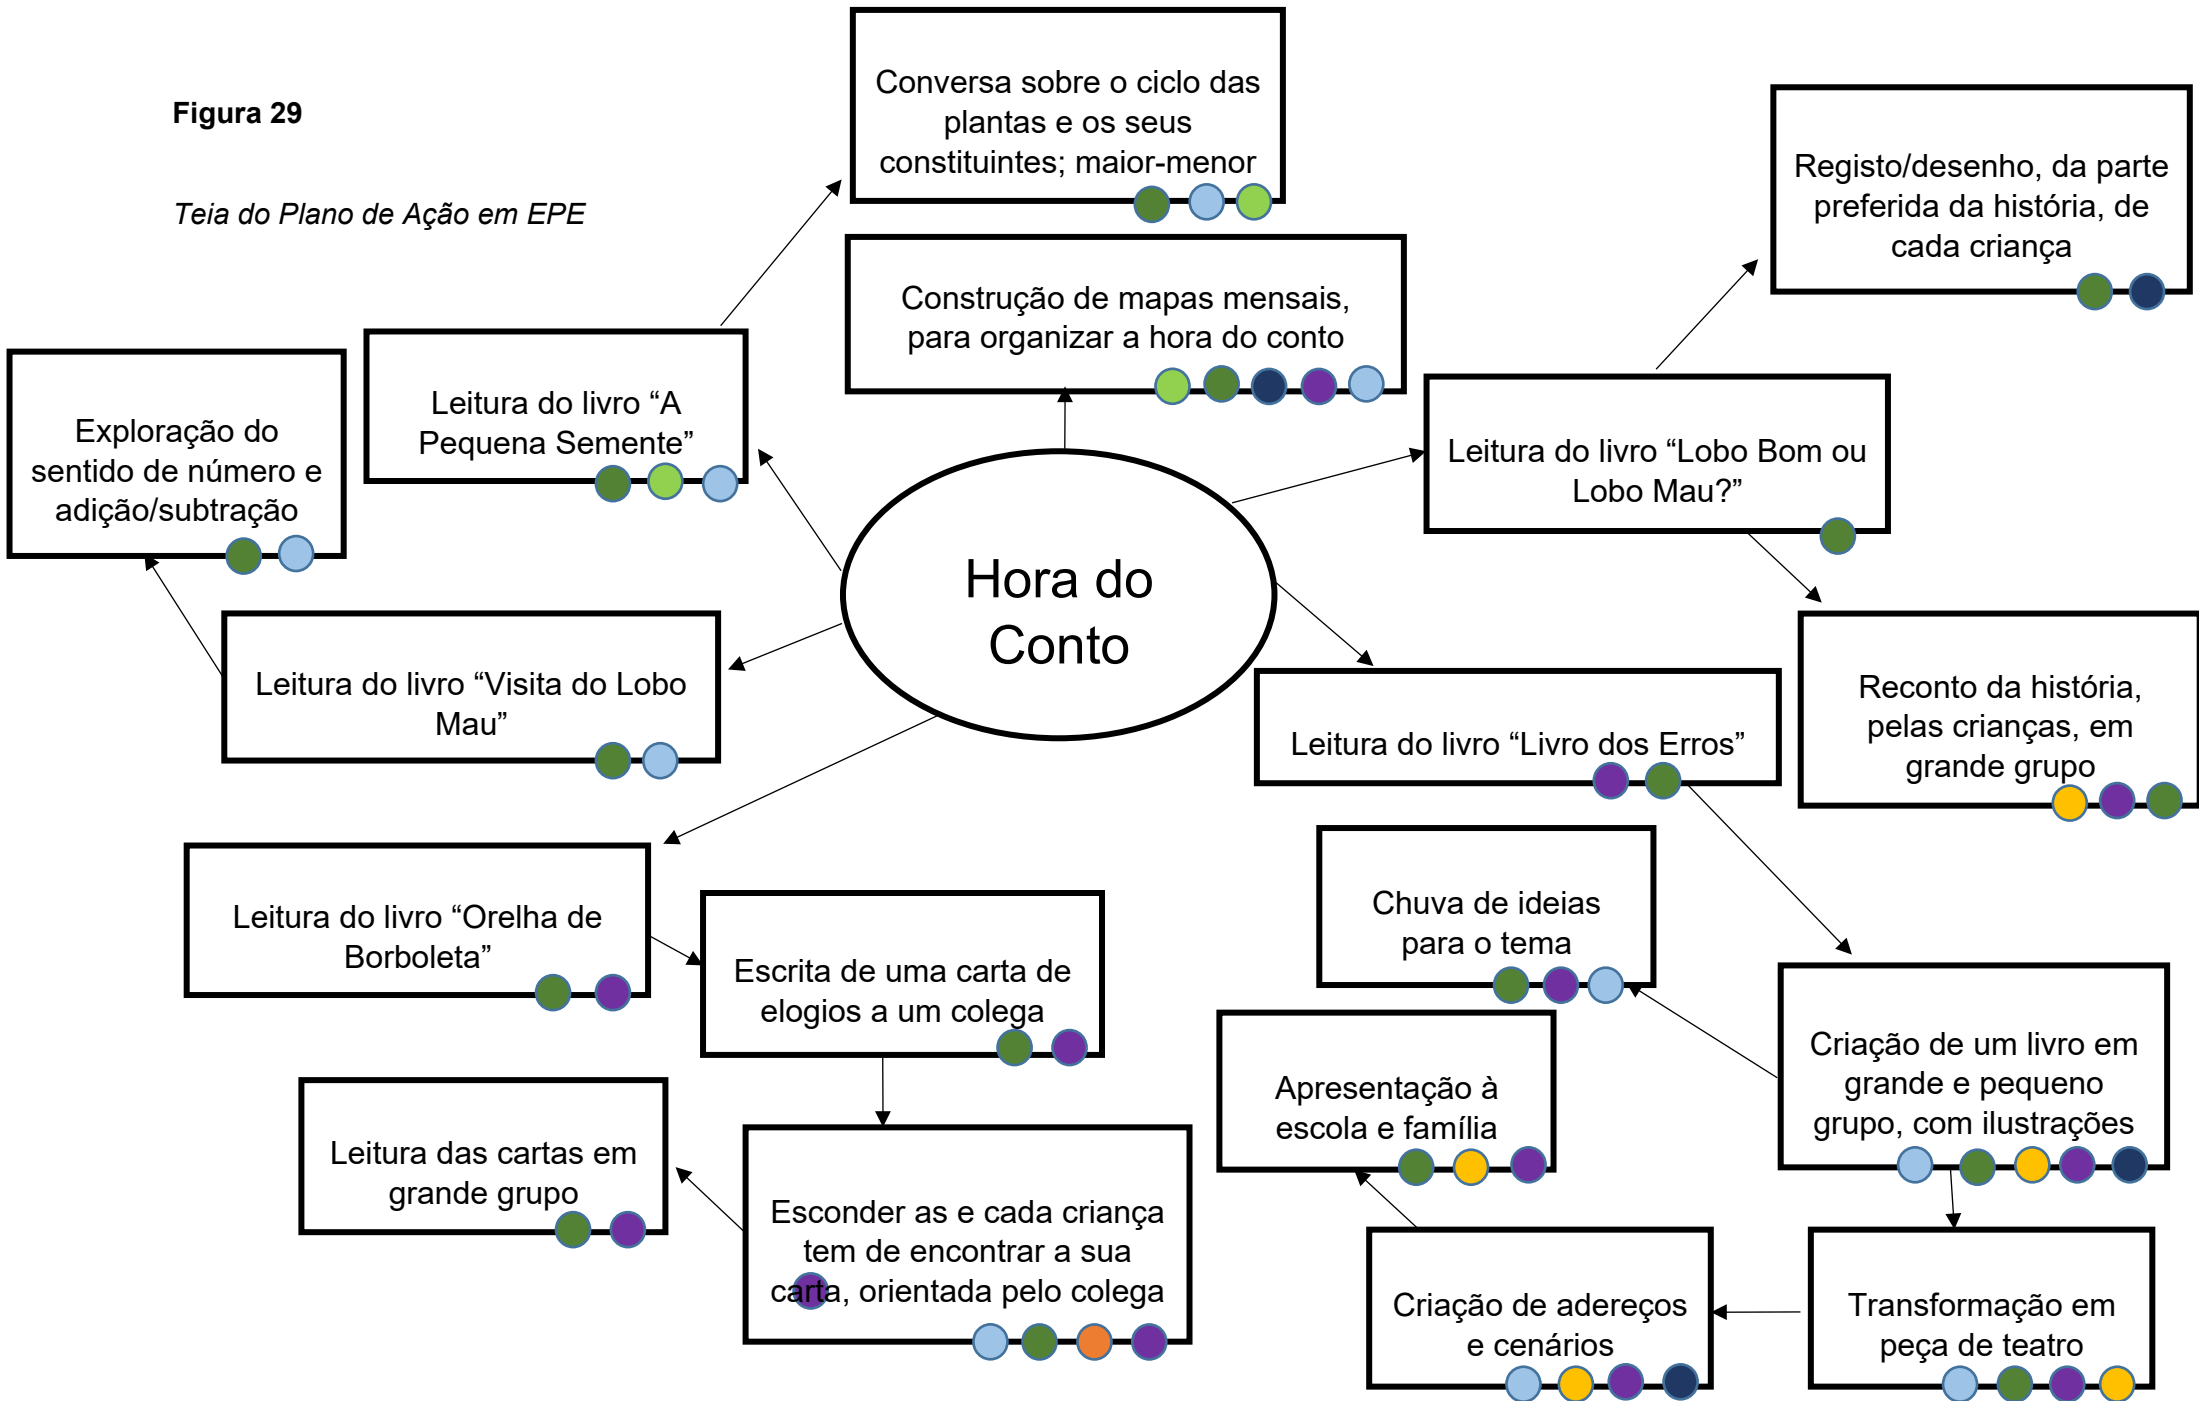 Figura 29
Teia do Plano de Ação em EPE
Conversa sobre o ciclo das
plantas e os seus
constituintes; maior-menor
Registo/desenho, da parte
preferida da história, de
cada criança
Construção de mapas mensais,
para organizar a hora do conto
Leitura do livro “A
Pequena Semente”
Exploração do
sentido de número e
adição/subtração
Leitura do livro “Lobo Bom ou
Lobo Mau?”
Hora do
Conto
Leitura do livro “Visita do Lobo
Mau”
Leitura do livro “Livro dos Erros”
Reconto da história,
pelas crianças, em
grande grupo
Leitura do livro “Orelha de
Borboleta”
Escrita de uma carta de
elogios a um colega
Chuva de ideias
para o tema
Criação de um livro em
grande e pequeno
grupo, com ilustrações
Apresentação à
escola e família
Leitura das cartas em
grande grupo
Esconder as e cada criança
tem de encontrar a sua
carta, orientada pelo colega
Criação de adereços
e cenários
Transformação em
peça de teatro